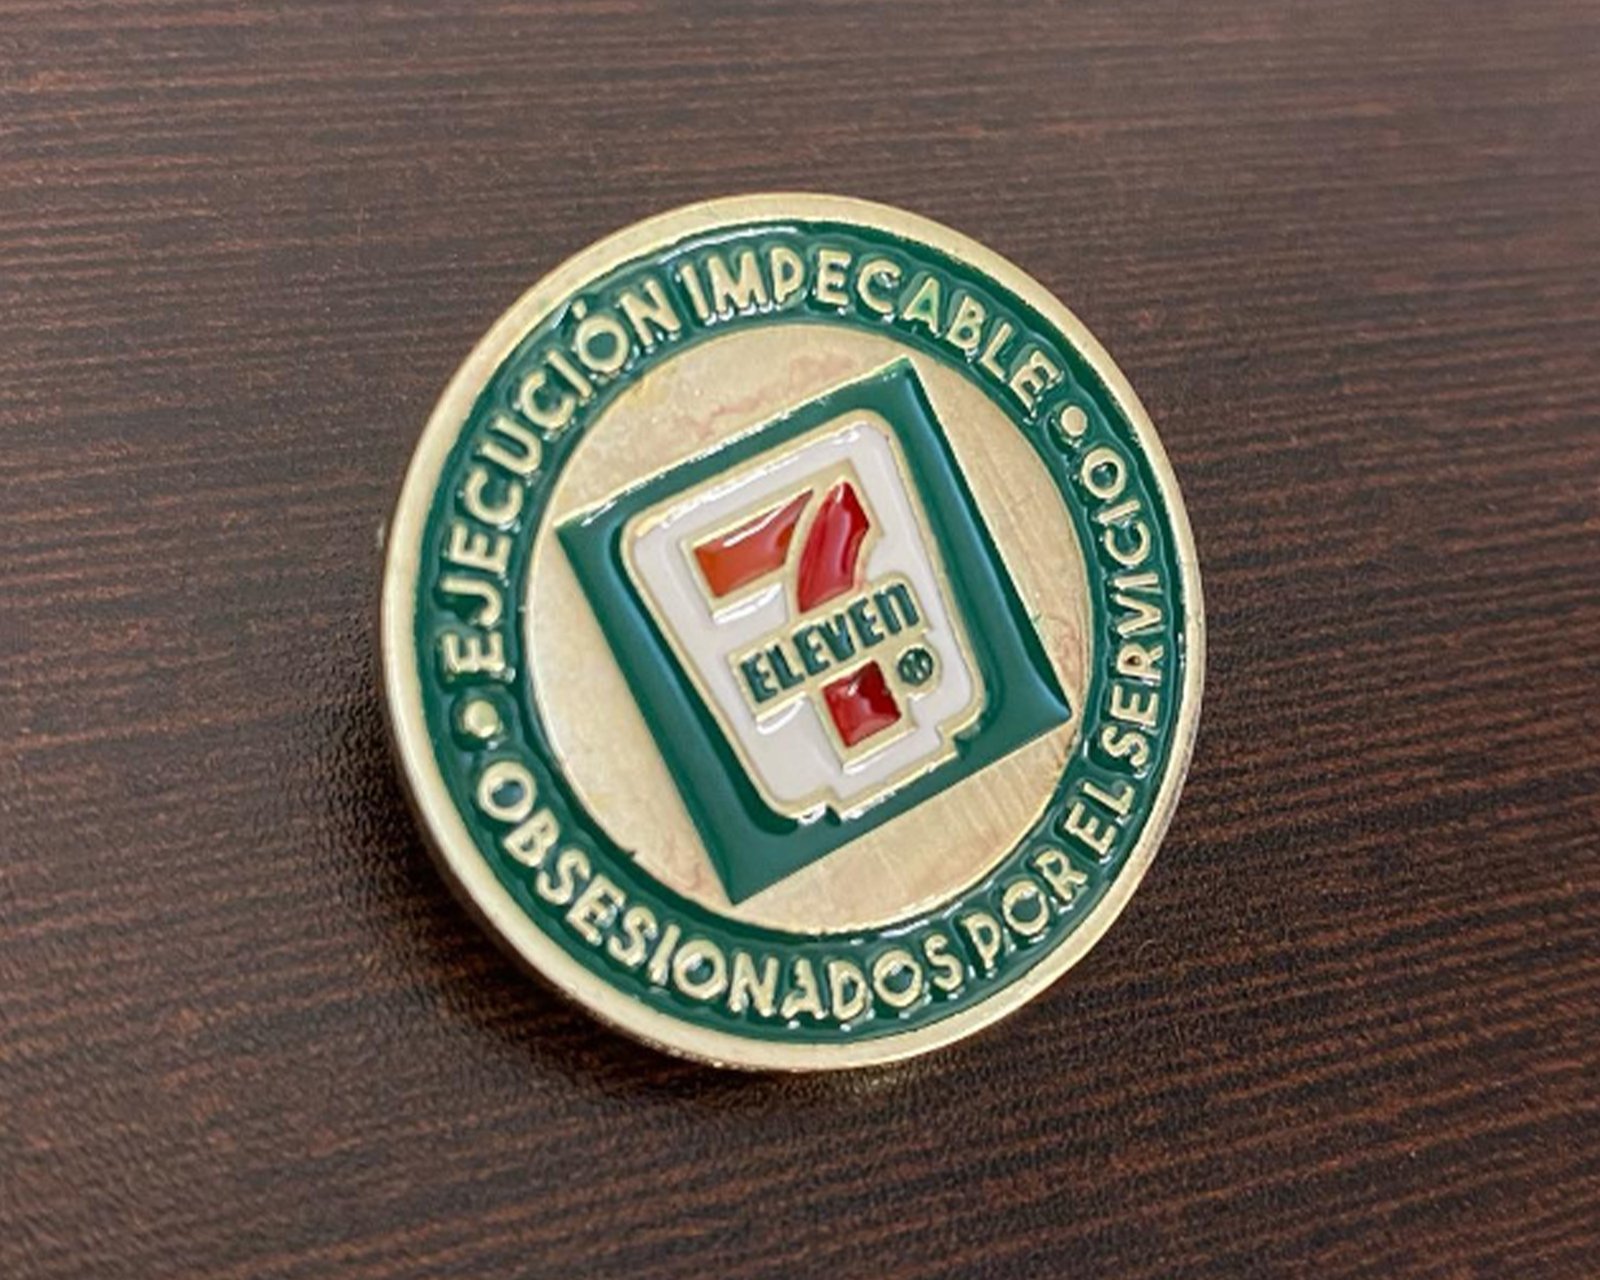 EJECUCIÓN IMPECABLE
7
ELEVEN
®
• OBSESIONADOS POR EL SERVICIO •